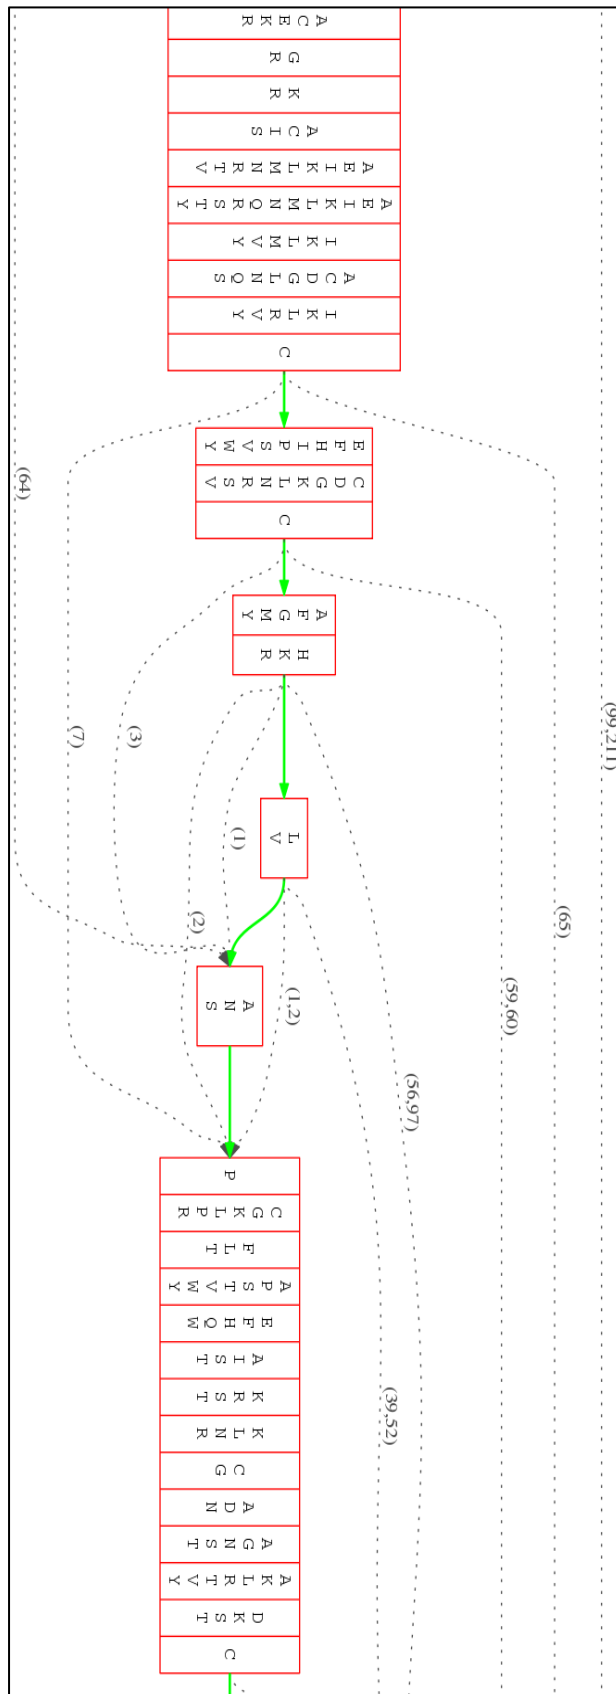 A C E K R
G R
K R
A C I S
A E I K L M N R T V
A E I K L M N Q R S T Y
I K L M V Y
A C D G L N Q S
I K L R V Y
C
E F H I P S V W Y
C D G K L N R S V
C
(64)
A F G M Y
H K R
(99,211)
(7)
(3)
L V
(1)
(65)
(2)
A N S
(1,2)
(59,60)
(56,97)
P
C G K L P R
F L T
A P S T V W Y
E F H Q W
A I S T
K R S T
(39,52)
K L N R
C G
A D N
A G N S T
A K L R T V Y
D K S T
C